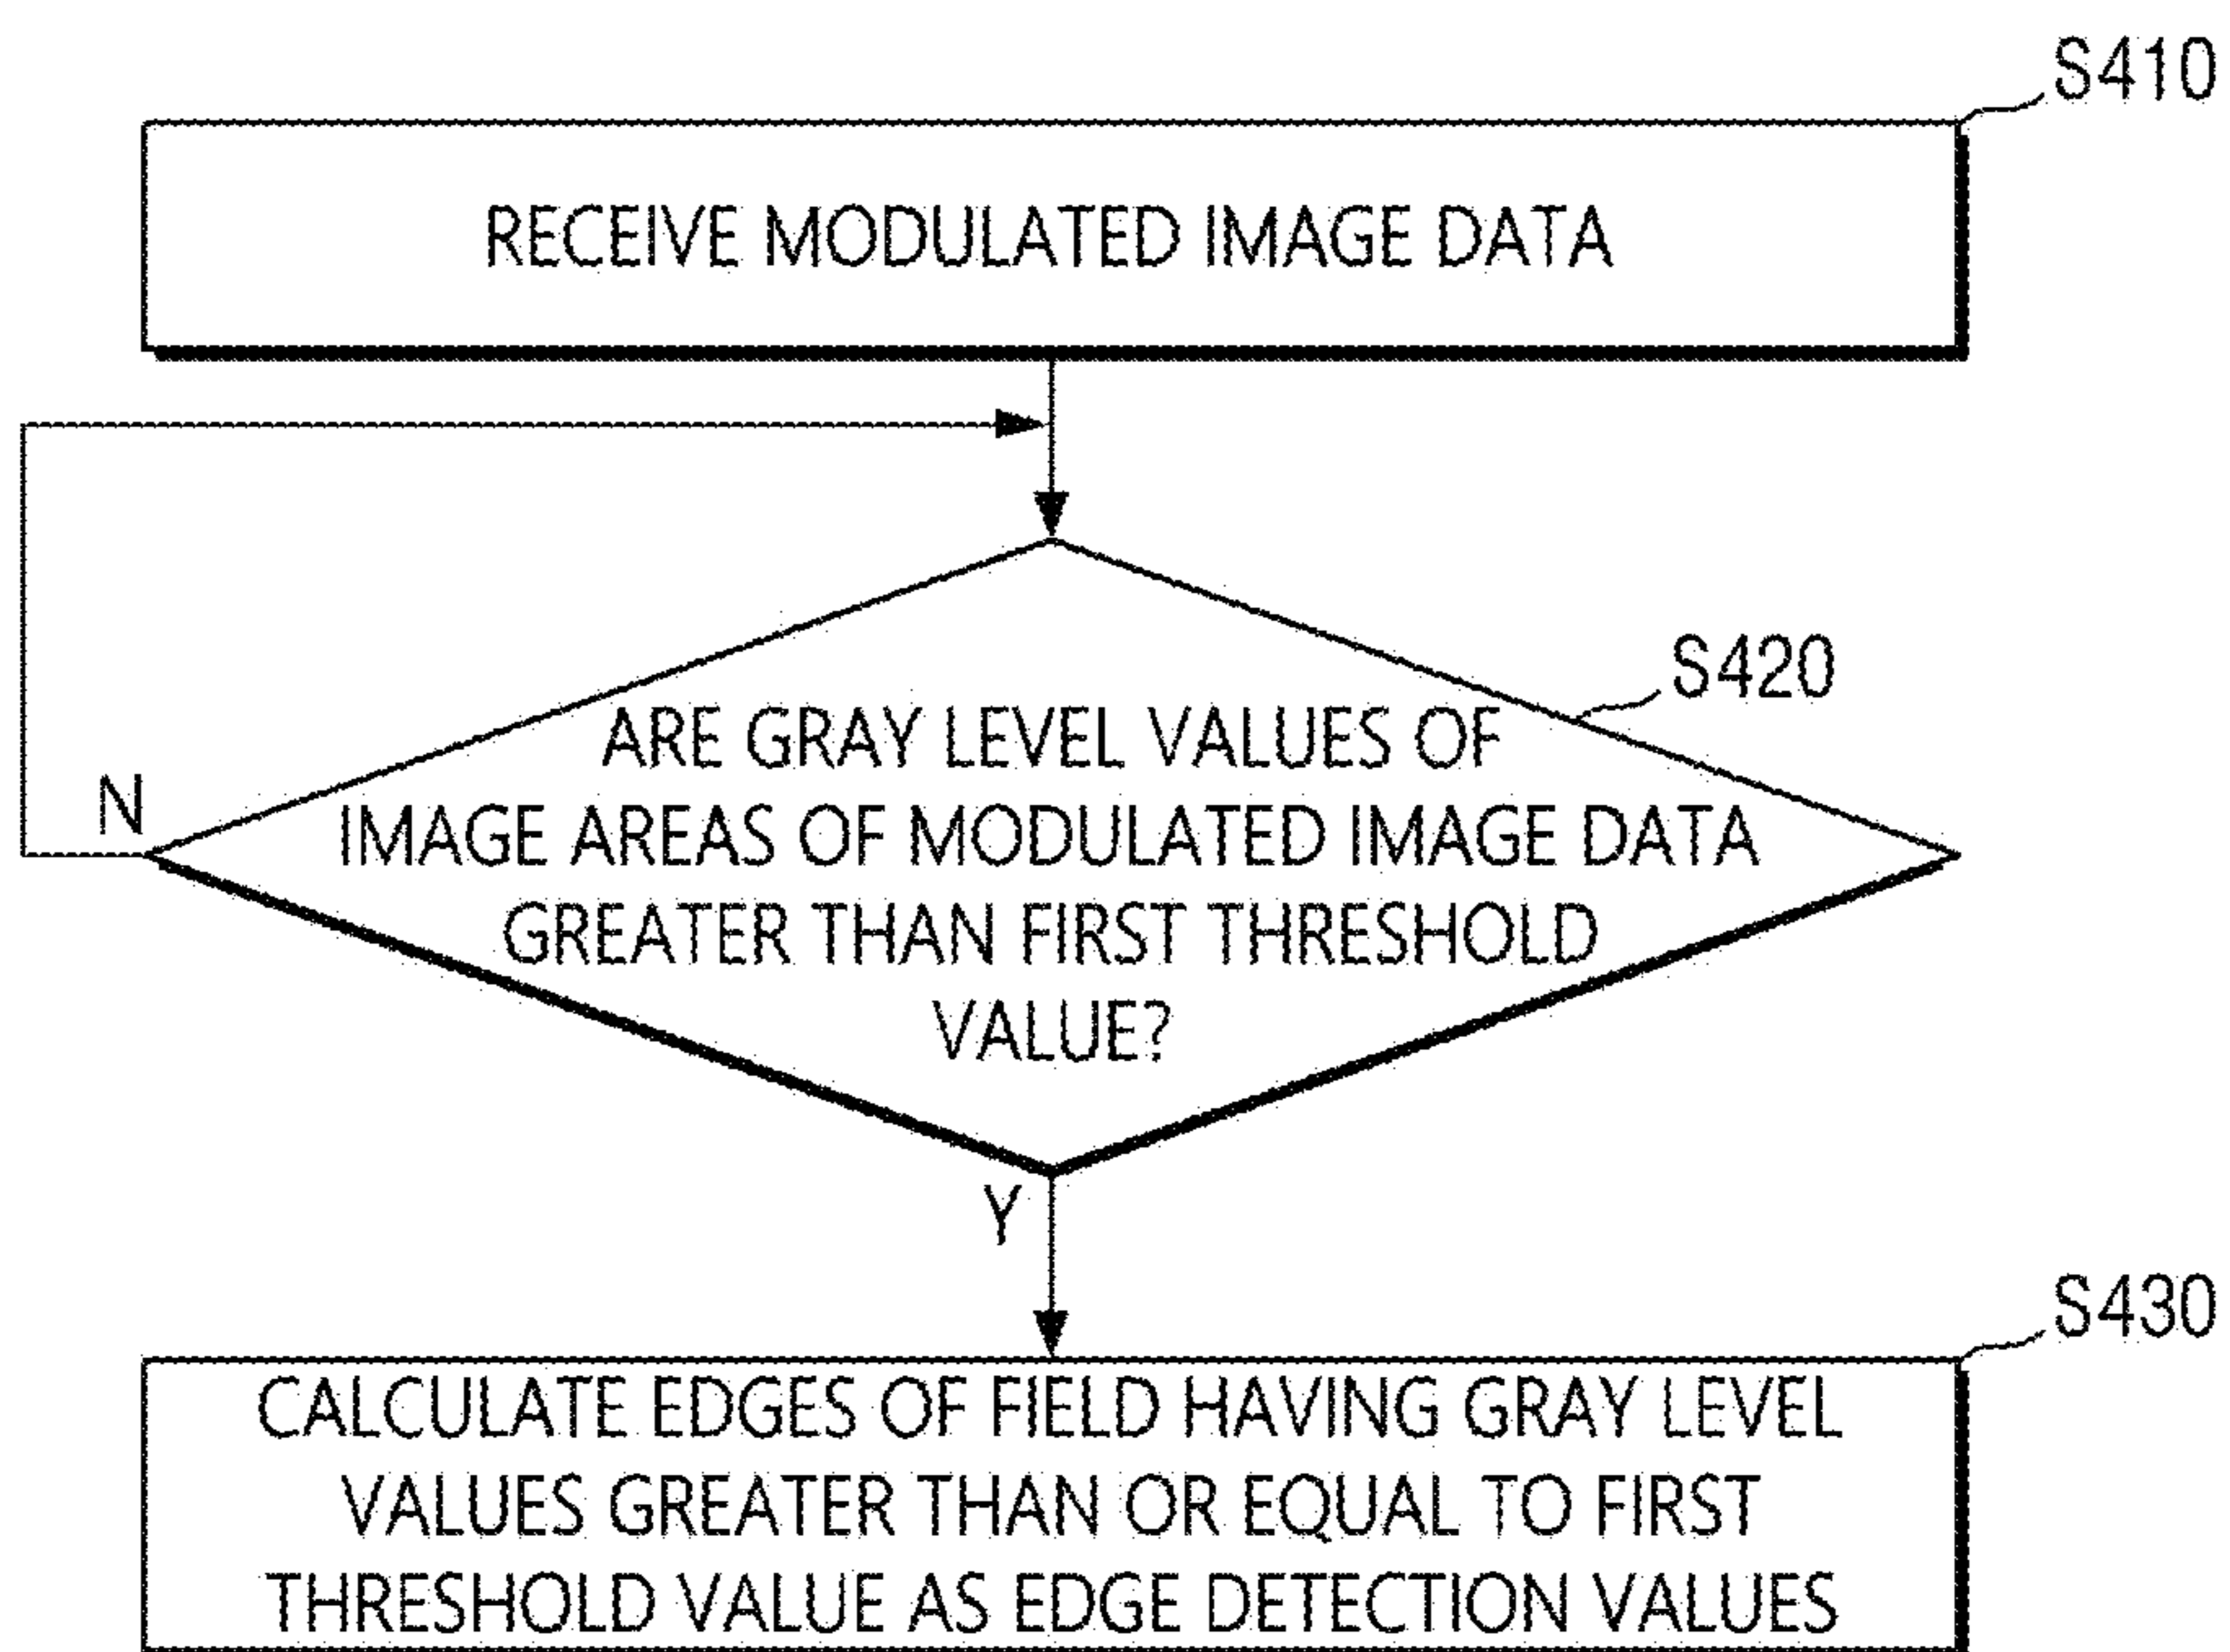 S410
RECEIVE MODULATED IMAGE DATA
S420
ARE GRAY LEVEL VALUES OF
IMAGE AREAS OF MODULATED IMAGE DATA
GREATER THAN FIRST THRESHOLD
VALUE?
N
Y
S430
CALCULATE EDGES OF FIELD HAVING GRAY LEVEL
VALUES GREATER THAN OR EQUAL TO FIRST
THRESHOLD VALUE AS EDGE DETECTION VALUES